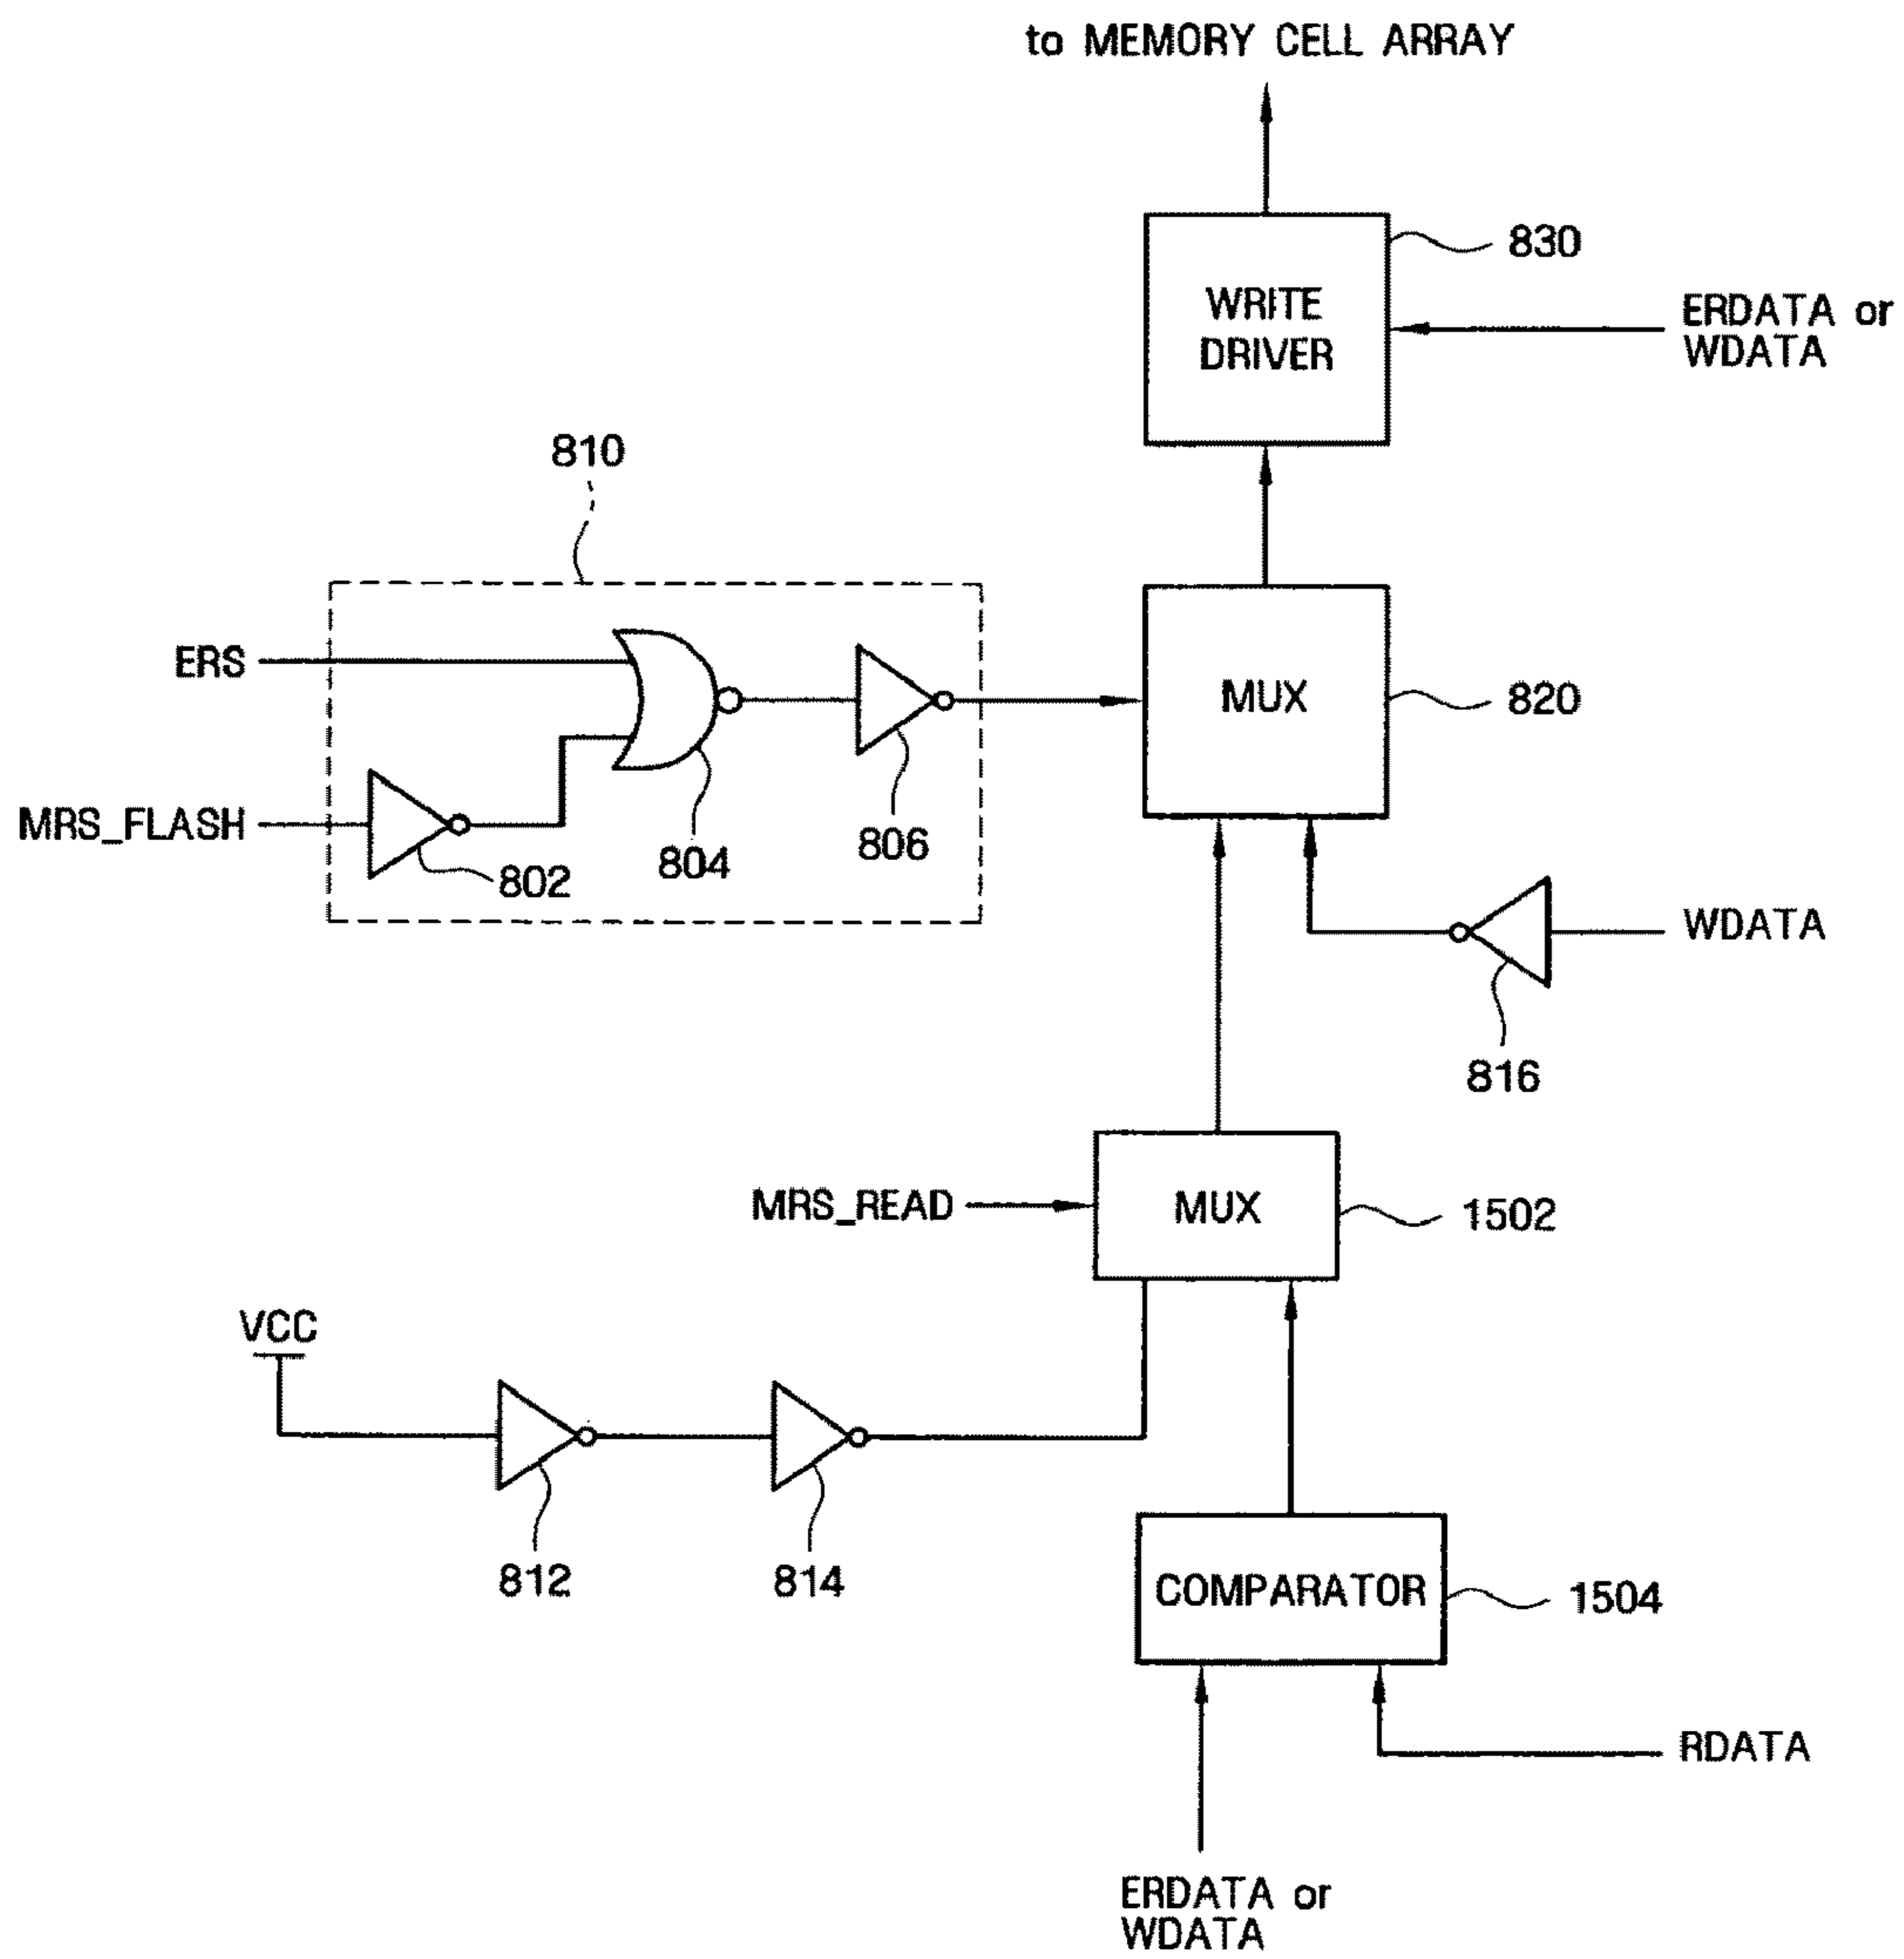 to MEMORY CELL ARRAY
830
WRITE
DRIVER
ERDATA or
WDATA
810
ERS
MUX
820
MRS_FLASH
802
804
806
WDATA
816
MRS_READ
MUX
1502
VCC
812
814
COMPARATOR
1504
RDATA
ERDATA or
WDATA